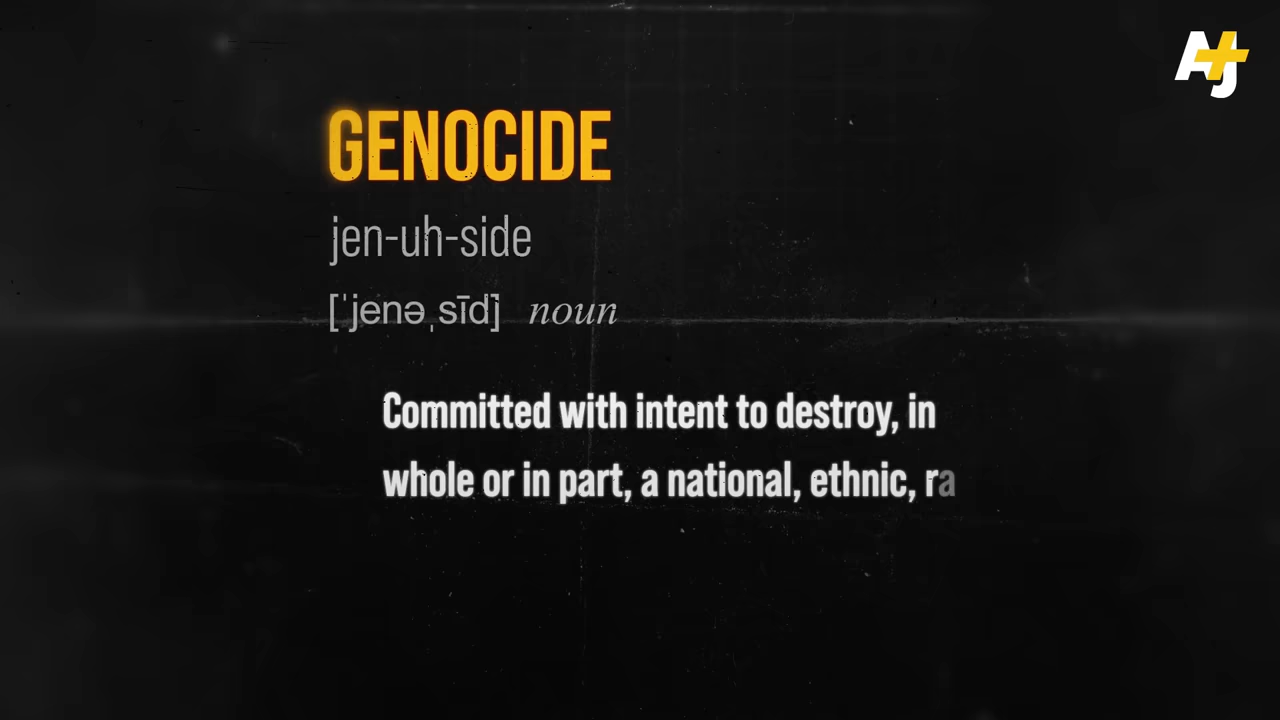 AJ+
GENOCIDE
jen-uh-side
[ˈjenəˌsīd] noun
Committed with intent to destroy, in
whole or in part, a national, ethnic, ra